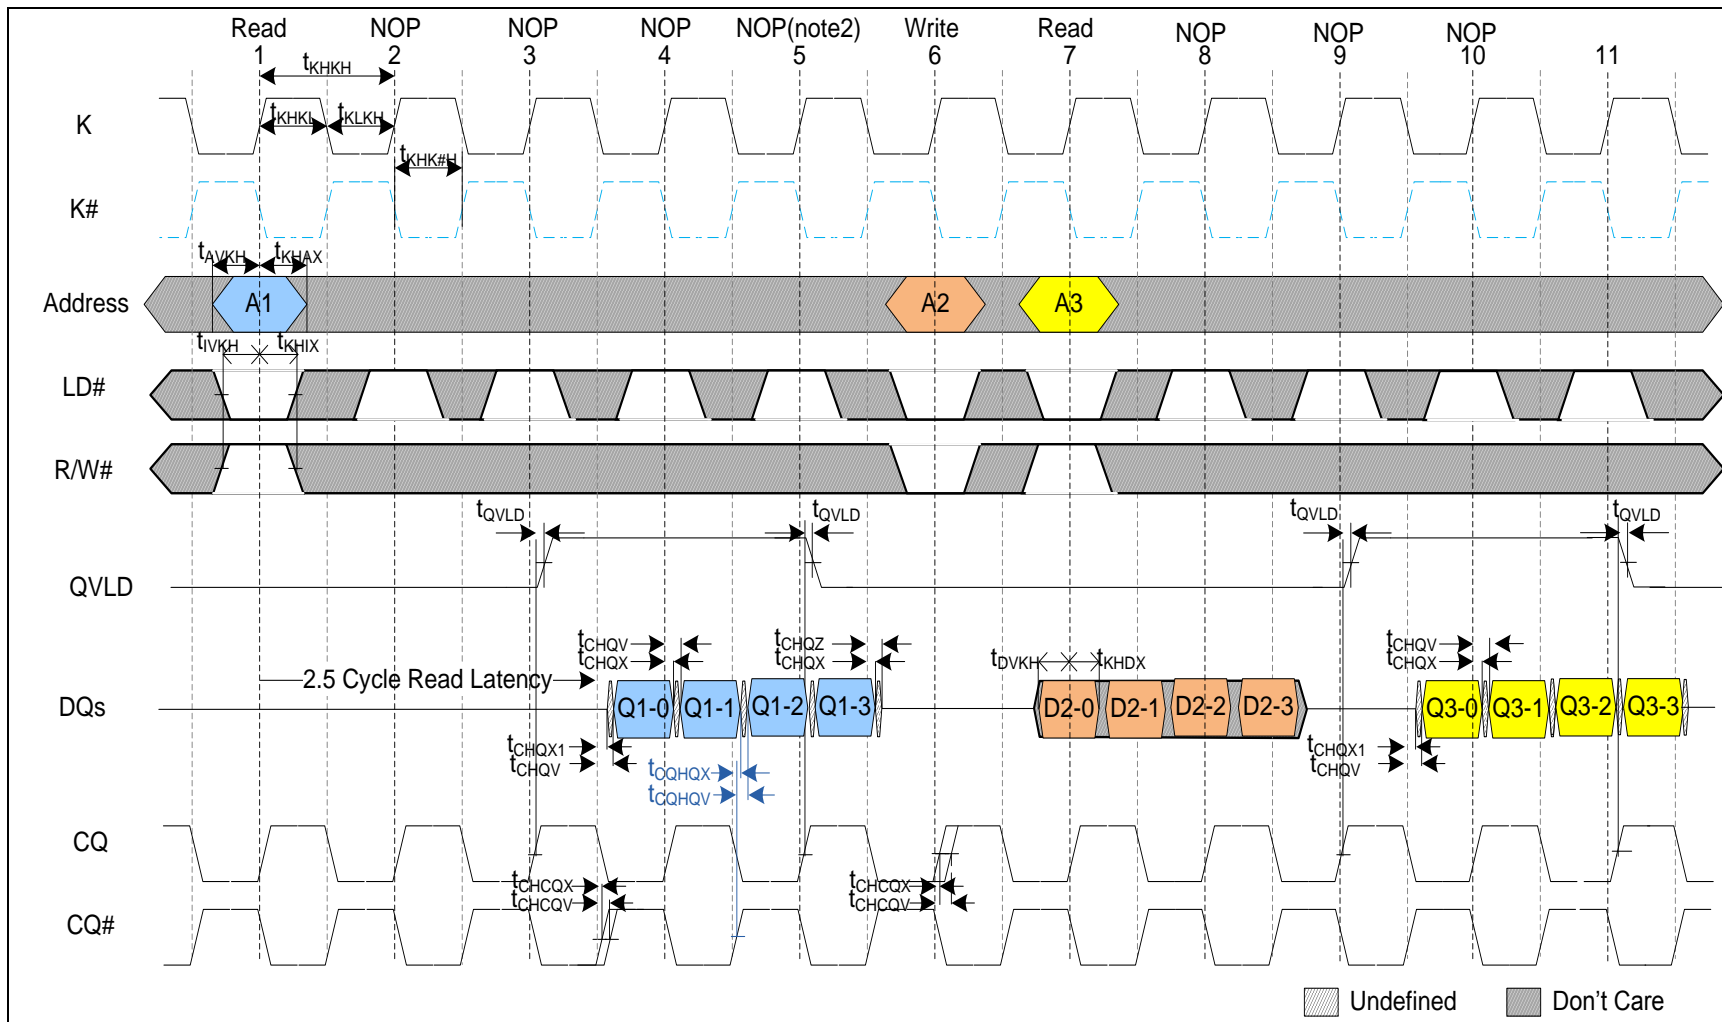 Read NOP NOP NOP NOP(note2) Write Read NOP NOP NOP
1 2 3 4 5 6 7 8 9 10 11
tKHKH
K
tKHKL tKLKH
tKHK#H
K#
tAVKH tKHAX
Address A1 A2 A3
tIVKH tKHIX
LD#
R/W#
tQVLD tQVLD tQVLD tQVLD
QVLD
tCHQV tCHQZ tCHQV
tCHQX tCHQX tDVKH tKHDX tCHQX
2.5 Cycle Read Latency
DQs Q1-0 Q1-1 Q1-2 Q1-3 D2-0 D2-1 D2-2 D2-3 Q3-0 Q3-1 Q3-2 Q3-3
tCHQX1 tCHQX1
tCHQV tCQHQX tCHQV
tCQHQV
CQ
tCHCQX tCHCQX
tCHCQV tCHCQV
CQ#
Undefined Don't Care